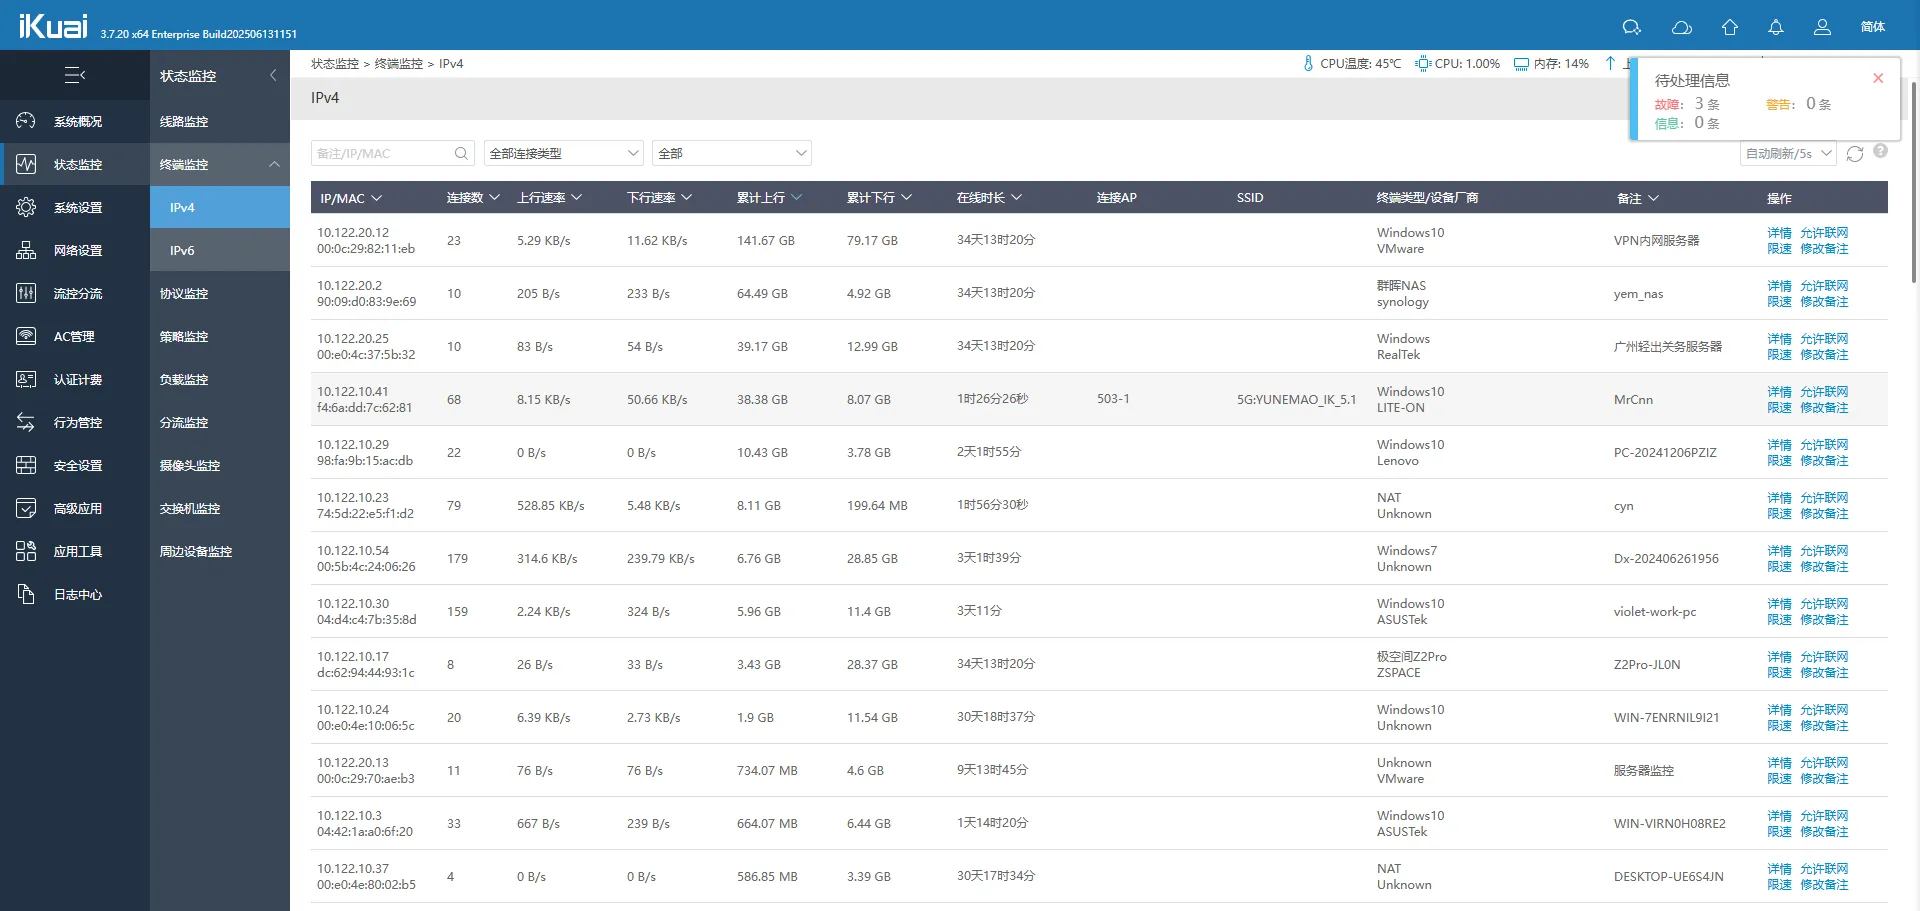 iKuai 3.7.20 x64 Enterprise Build202506131151
简体
状态监控
系统概况
状态监控
系统设置
网络设置
流控分流
AC管理
认证计费
行为管控
安全设置
高级应用
应用工具
日志中心
线路监控
终端监控
IPv4
IPv6
协议监控
策略监控
负载监控
分流监控
摄像头监控
交换机监控
周边设备监控
状态监控 > 终端监控 > IPv4
CPU温度: 45℃ CPU: 1.00% 内存: 14%
待处理信息
故障: 3 条 警告: 0 条
信息: 0 条
IPv4
备注/IP/MAC 全部连接类型 全部 自动刷新/5s
IP/MAC 连接数 上行速率 下行速率 累计上行 累计下行 在线时长 连接AP SSID 终端类型/设备厂商 备注 操作
10.122.20.12 Windows10 详情 允许联网
23 5.29 KB/s 11.62 KB/s 141.67 GB 79.17 GB 34天13时20分 VPN内网服务器
00:0c:29:82:11:eb VMware 限速 修改备注
10.122.20.2 群晖NAS 详情 允许联网
10 205 B/s 233 B/s 64.49 GB 4.92 GB 34天13时20分 yem_nas
90:09:d0:83:9e:69 synology 限速 修改备注
10.122.20.25 Windows 详情 允许联网
10 83 B/s 54 B/s 39.17 GB 12.99 GB 34天13时20分 广州轻出关务服务器
00:e0:4c:37:5b:32 RealTek 限速 修改备注
10.122.10.41 Windows10 详情 允许联网
68 8.15 KB/s 50.66 KB/s 38.38 GB 8.07 GB 1时26分26秒 503-1 5G:YUNEMAO_IK_5.1 MrCnn
f4:6a:dd:7c:62:81 LITE-ON 限速 修改备注
10.122.10.29 Windows10 详情 允许联网
22 0 B/s 0 B/s 10.43 GB 3.78 GB 2天1时55分 PC-20241206PZIZ
98:fa:9b:15:ac:db Lenovo 限速 修改备注
10.122.10.23 NAT 详情 允许联网
79 528.85 KB/s 5.48 KB/s 8.11 GB 199.64 MB 1时56分30秒 cyn
74:5d:22:e5:f1:d2 Unknown 限速 修改备注
10.122.10.54 Windows7 详情 允许联网
179 314.6 KB/s 239.79 KB/s 6.76 GB 28.85 GB 3天1时39分 Dx-202406261956
00:5b:4c:24:06:26 Unknown 限速 修改备注
10.122.10.30 Windows10 详情 允许联网
159 2.24 KB/s 324 B/s 5.96 GB 11.4 GB 3天11分 violet-work-pc
04:d4:c4:7b:35:8d ASUSTek 限速 修改备注
10.122.10.17 极空间Z2Pro 详情 允许联网
8 26 B/s 33 B/s 3.43 GB 28.37 GB 34天13时20分 Z2Pro-JL0N
dc:62:94:44:93:1c ZSPACE 限速 修改备注
10.122.10.24 Windows10 详情 允许联网
20 6.39 KB/s 2.73 KB/s 1.9 GB 11.54 GB 30天18时37分 WIN-7ENRNIL9I21
00:e0:4e:10:06:5c Unknown 限速 修改备注
10.122.20.13 Unknown 详情 允许联网
11 76 B/s 76 B/s 734.07 MB 4.6 GB 9天13时45分 服务器监控
00:0c:29:70:ae:b3 VMware 限速 修改备注
10.122.10.3 Windows10 详情 允许联网
33 667 B/s 239 B/s 664.07 MB 6.44 GB 1天14时20分 WIN-VIRN0H08RE2
04:42:1a:a0:6f:20 ASUSTek 限速 修改备注
10.122.10.37 NAT 详情 允许联网
4 0 B/s 0 B/s 586.85 MB 3.39 GB 30天17时34分 DESKTOP-UE6S4JN
00:e0:4e:80:02:b5 Unknown 限速 修改备注